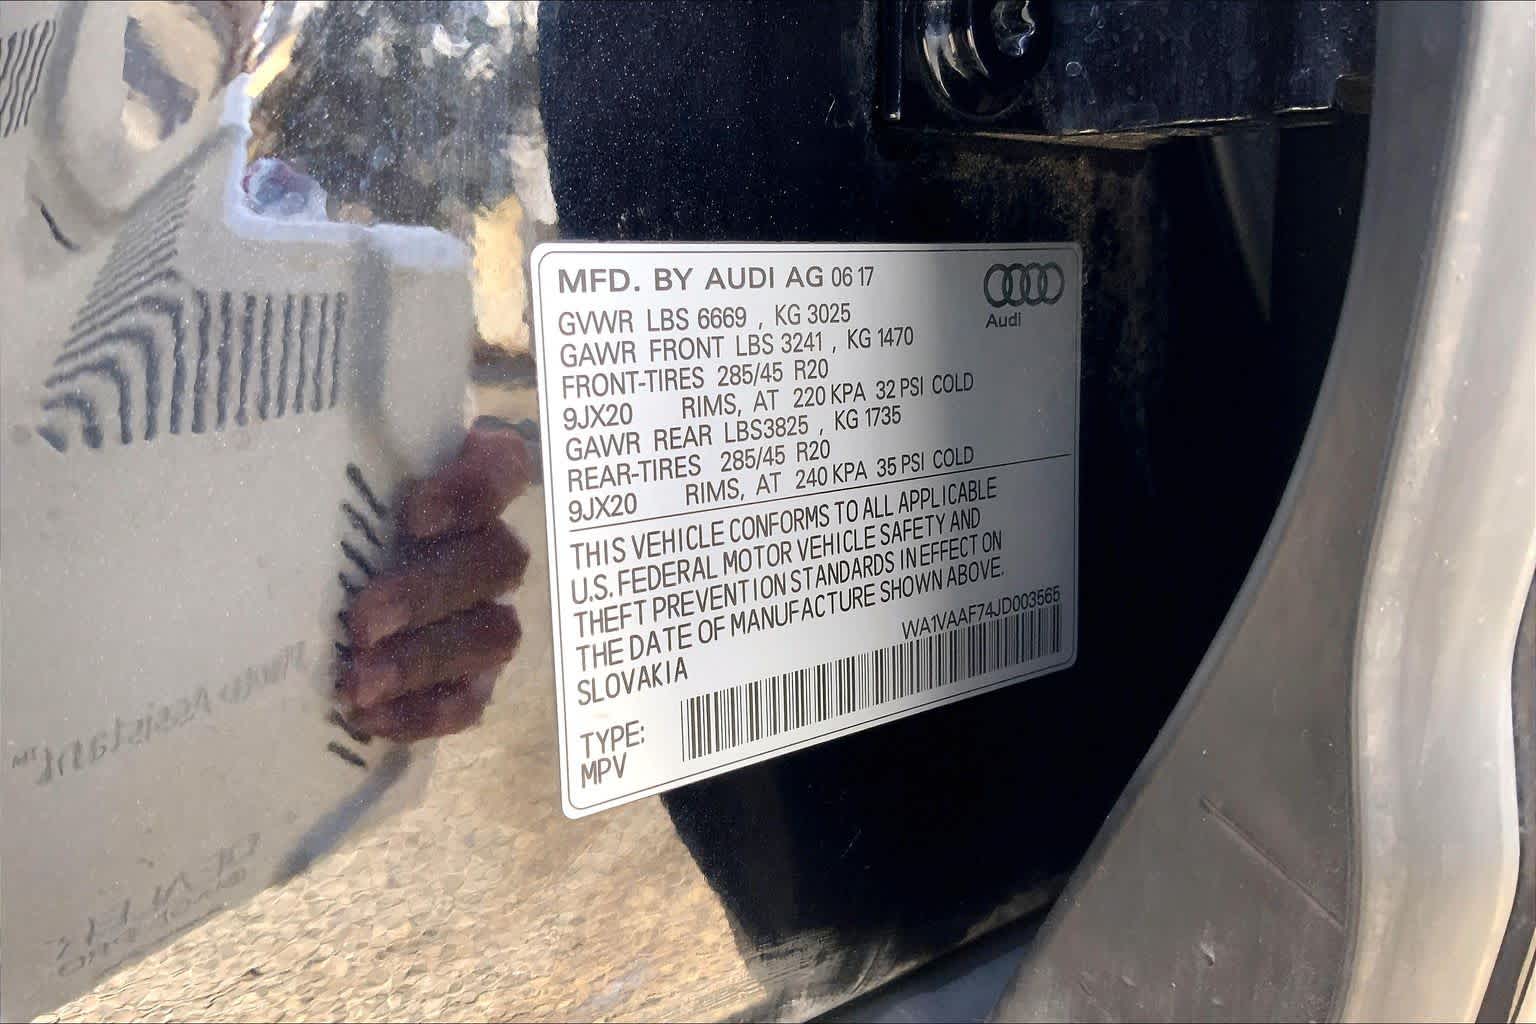 MFD. BY AUDI AG 06 17
Audi
GVWR LBS 6669 , KG 3025
GAWR FRONT LBS 3241 , KG 1470
FRONT-TIRES 285/45 R20
9JX20 RIMS, AT 220 KPA 32 PSI COLD
GAWR REAR LBS3825 , KG 1735
REAR-TIRES 285/45 R20
9JX20 RIMS, AT 240 KPA 35 PSI COLD
THIS VEHICLE CONFORMS TO ALL APPLICABLE
U.S. FEDERAL MOTOR VEHICLE SAFETY AND
THEFT PREVENTION STANDARDS IN EFFECT ON
THE DATE OF MANUFACTURE SHOWN ABOVE.
SLOVAKIA
WA1VAAF74JD003565
TYPE:
MPV